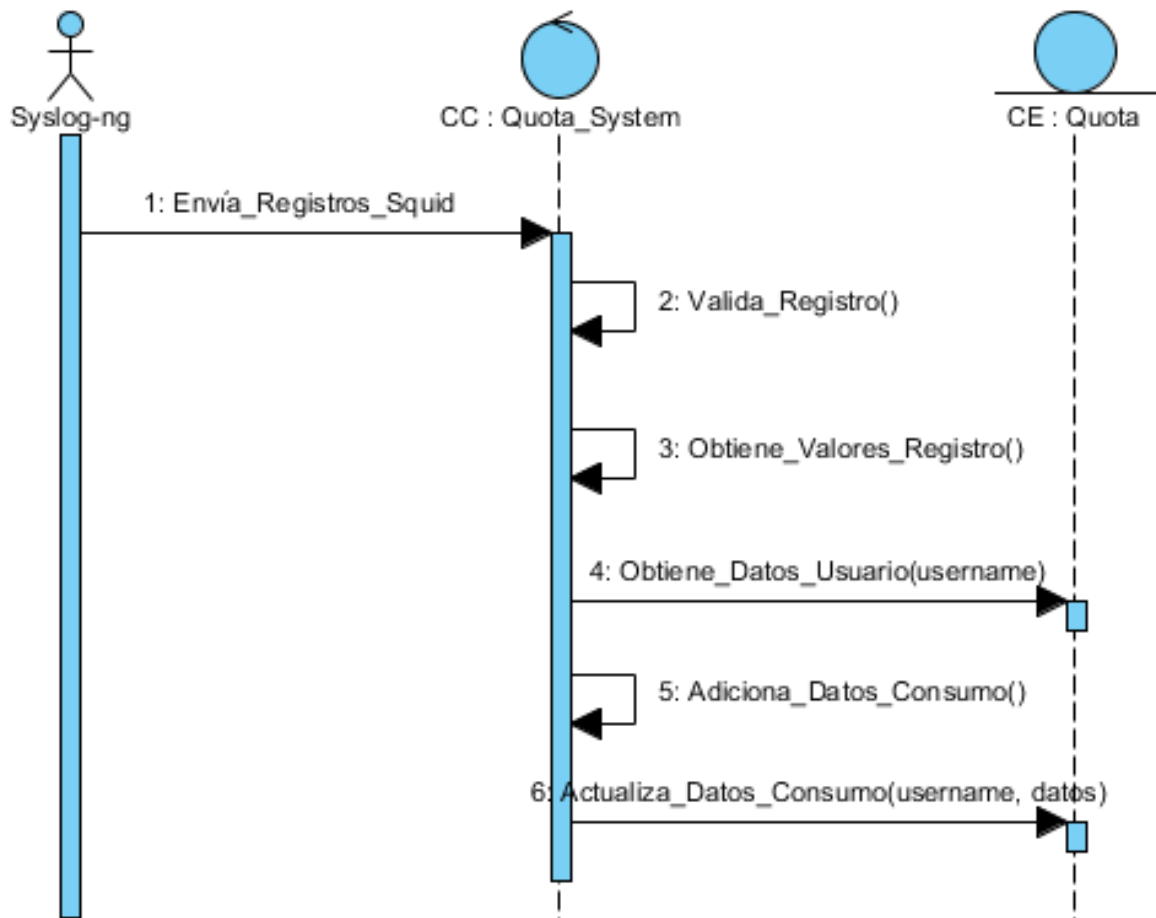 Syslog-ng
CC : Quota_System
CE : Quota
1: Envía_Registros_Squid
2: Valida_Registro()
3: Obtiene_Valores_Registro()
4: Obtiene_Datos_Usuario(username)
5: Adiciona_Datos_Consumo()
6: Actualiza_Datos_Consumo(username, datos)